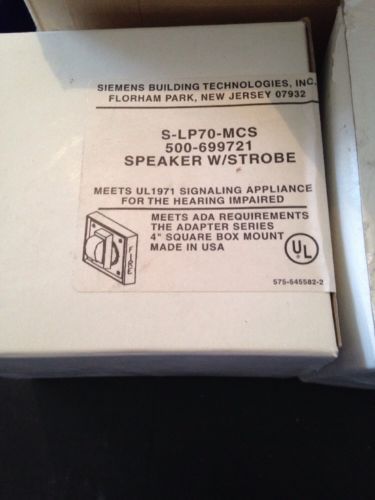 SIEMENS BUILDING TECHNOLOGIES, INC.
FLORHAM PARK, NEW JERSEY 07932
S-LP70-MCS
500-699721
SPEAKER W/STROBE
MEETS UL1971 SIGNALING APPLIANCE
FOR THE HEARING IMPAIRED
MEETS ADA REQUIREMENTS
THE ADAPTER SERIES
4" SQUARE BOX MOUNT
MADE IN USA
FIRE
UL
575-545582-2